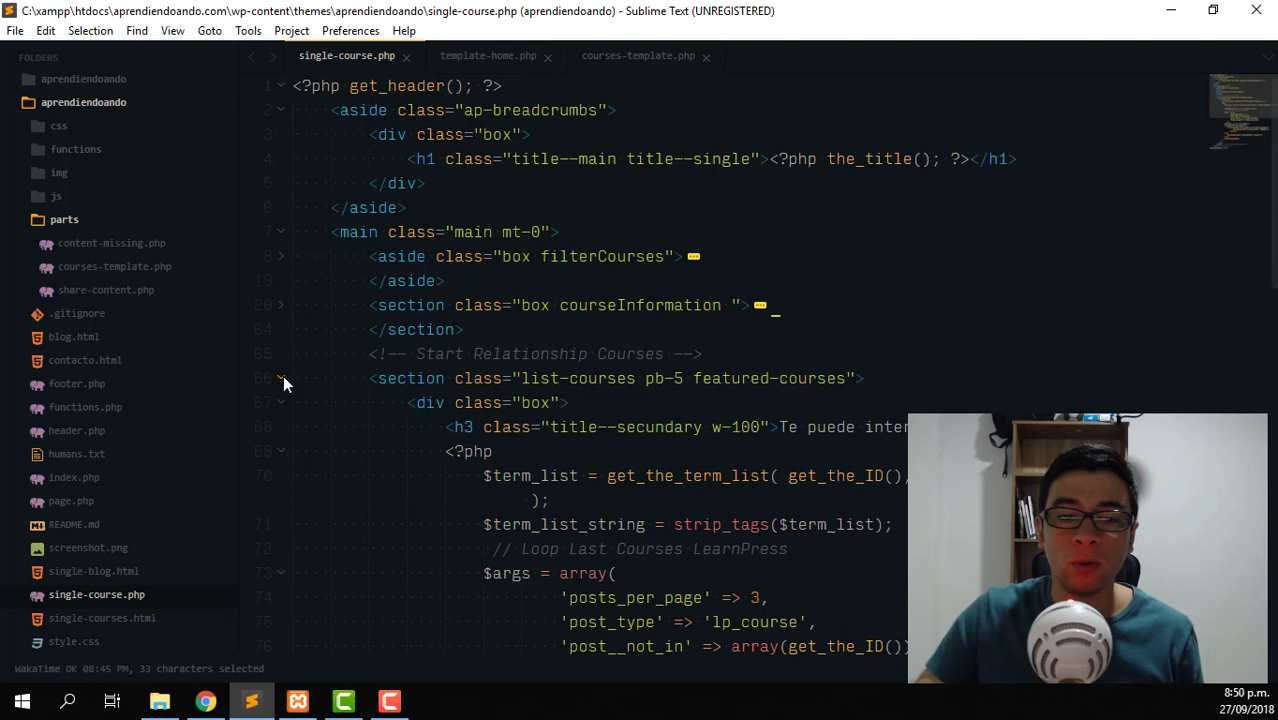 C:\xampp\htdocs\aprendiendoando.com\wp-content\themes\aprendiendoando\single-course.php (aprendiendoando) - Sublime Text (UNREGISTERED)
File Edit Selection Find View Goto Tools Project Preferences Help
FOLDERS
aprendiendoando
aprendiendoando
css
functions
img
js
parts
content-missing.php
courses-template.php
share-content.php
.gitignore
blog.html
contacto.html
footer.php
functions.php
header.php
humans.txt
index.php
page.php
README.md
screenshot.png
single-blog.html
single-course.php
single-courses.html
style.css
single-course.php template-home.php courses-template.php
1 <?php get_header(); ?>
2 <aside class="ap-breadcrumbs">
3 <div class="box">
4 <h1 class="title--main title--single"><?php the_title(); ?></h1>
5 </div>
6 </aside>
7 <main class="main mt-0">
8 <aside class="box filterCourses">
19 </aside>
20 <section class="box courseInformation ">
64 </section>
65 <!-- Start Relationship Courses -->
66 <section class="list-courses pb-5 featured-courses">
67 <div class="box">
68 <h3 class="title--secundary w-100">Te puede inter
69 <?php
70 $term_list = get_the_term_list( get_the_ID(),
);
71 $term_list_string = strip_tags($term_list);
72 // Loop Last Courses LearnPress
73 $args = array(
74 'posts_per_page' => 3,
75 'post_type' => 'lp_course',
76 'post__not_in' => array(get_the_ID())
WakaTime OK 08:45 PM, 33 characters selected
8:50 p.m.
27/09/2018